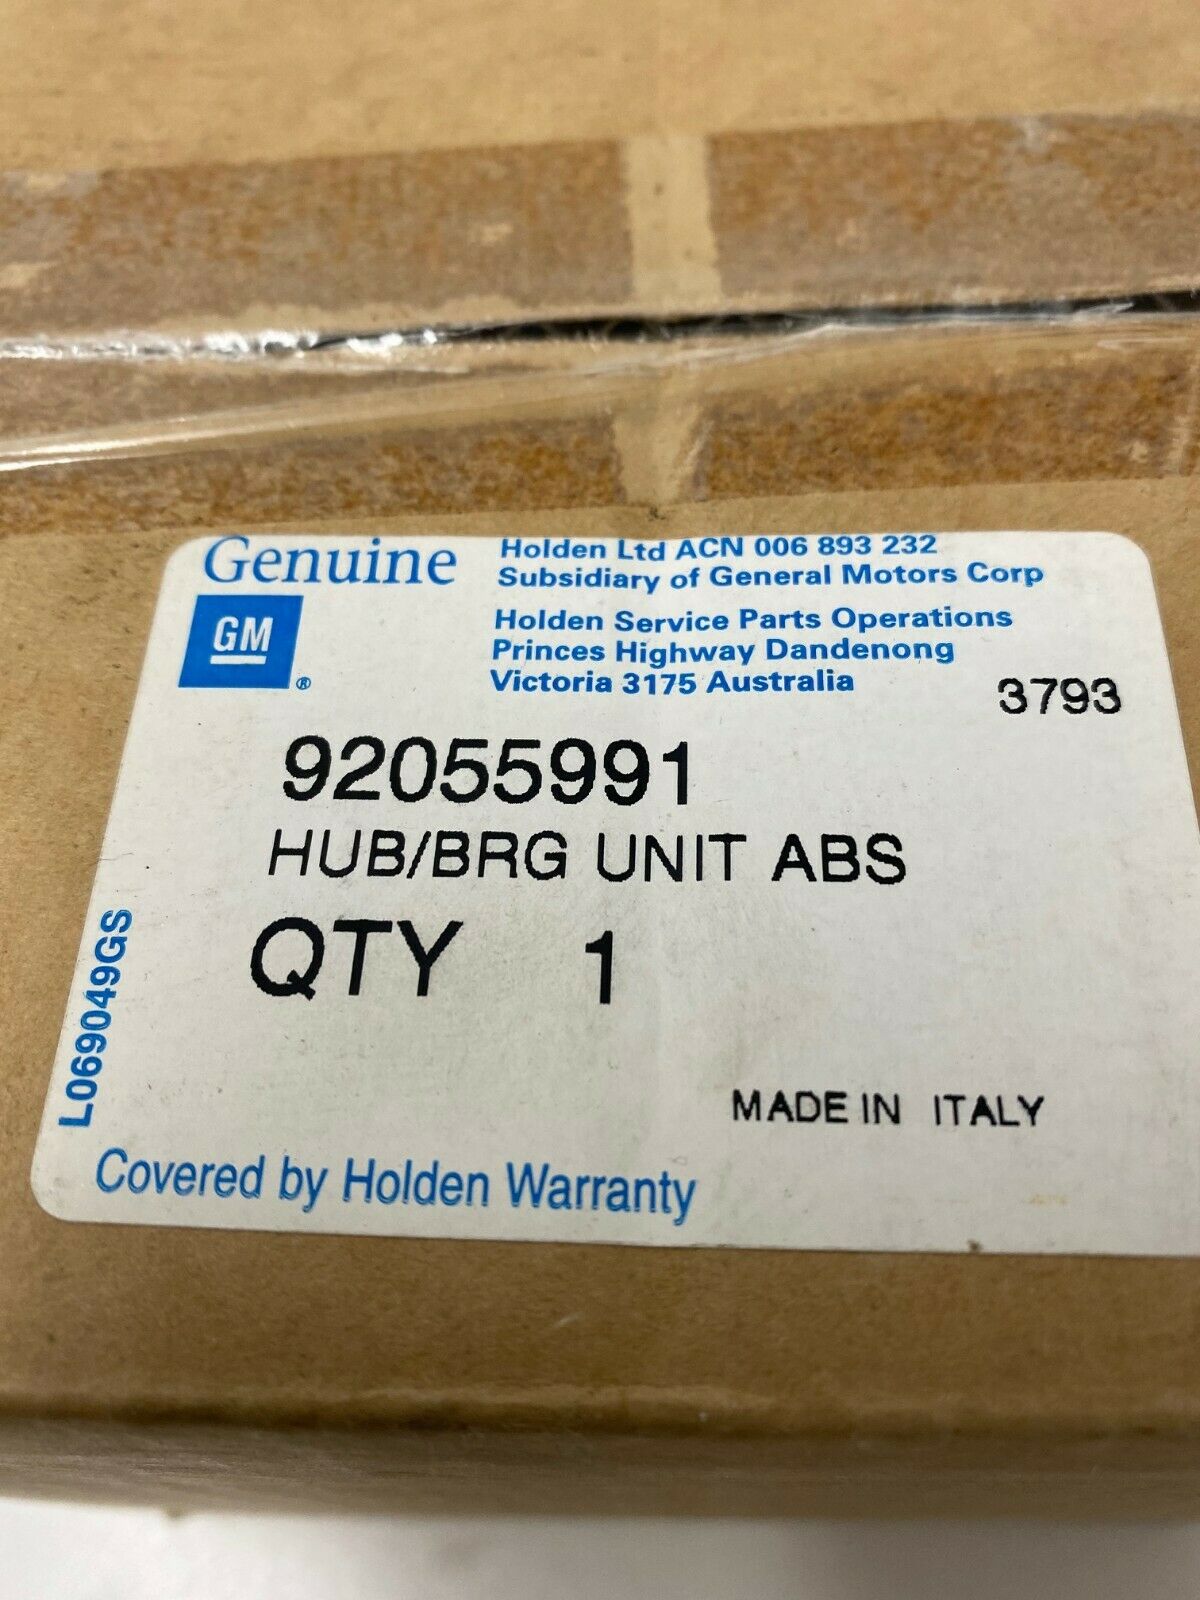 Genuine
GM
®
Holden Ltd ACN 006 893 232
Subsidiary of General Motors Corp
Holden Service Parts Operations
Princes Highway Dandenong
Victoria 3175 Australia
3793
92055991
HUB/BRG UNIT ABS
QTY 1
L069049GS
MADE IN ITALY
Covered by Holden Warranty